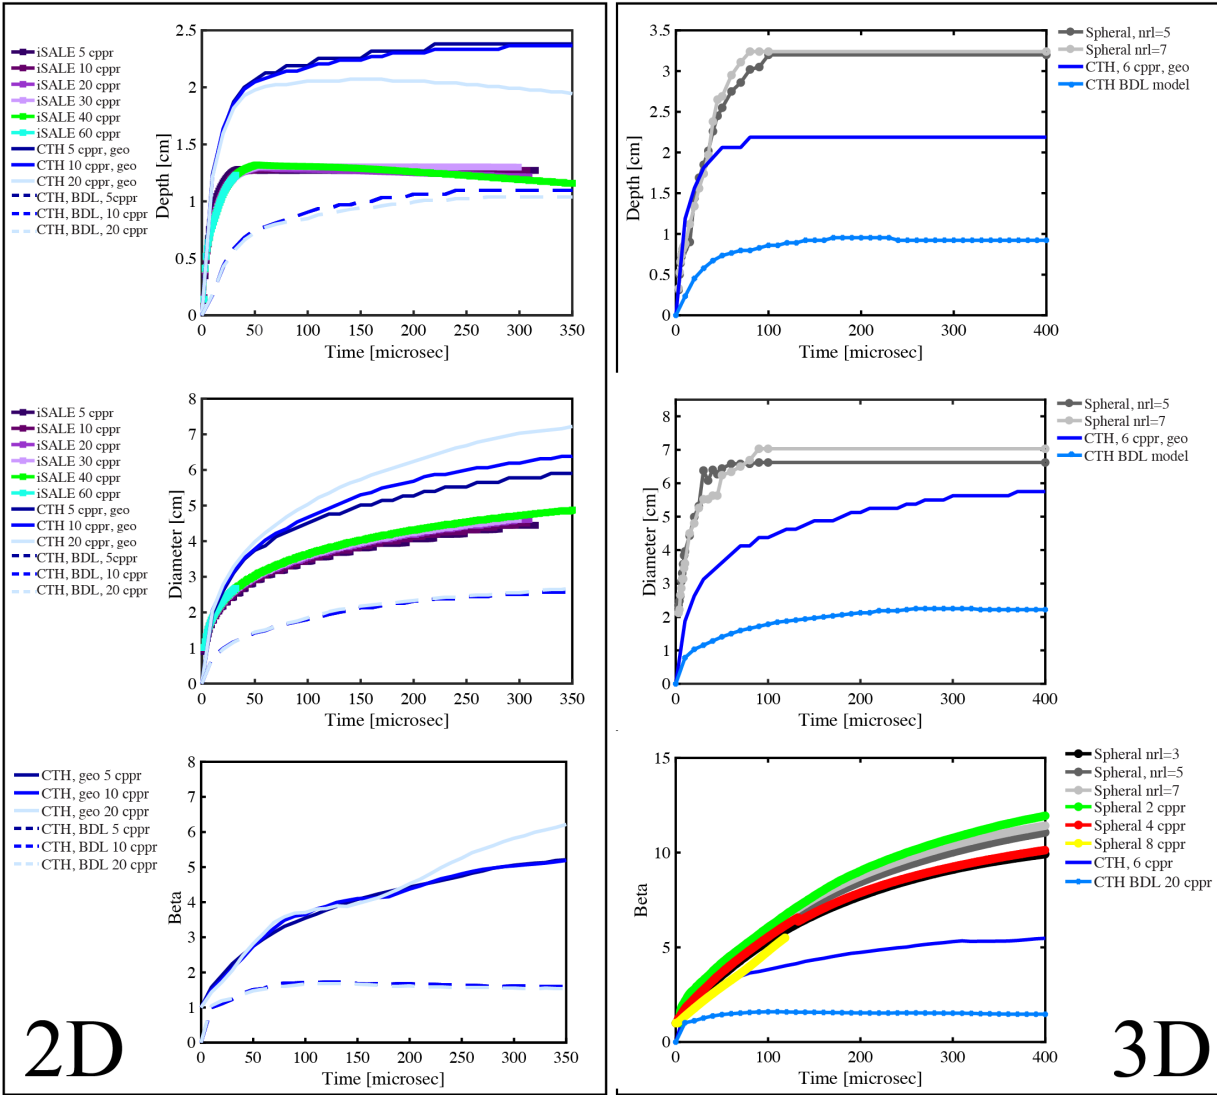 iSALE 5 cppr
iSALE 10 cppr
iSALE 20 cppr
iSALE 30 cppr
iSALE 40 cppr
iSALE 60 cppr
CTH 5 cppr, geo
CTH 10 cppr, geo
CTH 20 cppr, geo
CTH, BDL, 5cppr
CTH, BDL, 10 cppr
CTH, BDL, 20 cppr
Depth [cm]
2.5
2
1.5
1
0.5
0
0 50 100 150 200 250 300 350
Time [microsec]
Spheral, nrl=5
Spheral nrl=7
CTH, 6 cppr, geo
CTH BDL model
Depth [cm]
3.5
3
2.5
2
1.5
1
0.5
0
0 100 200 300 400
Time [microsec]
iSALE 5 cppr
iSALE 10 cppr
iSALE 20 cppr
iSALE 30 cppr
iSALE 40 cppr
iSALE 60 cppr
CTH 5 cppr, geo
CTH 10 cppr, geo
CTH 20 cppr, geo
CTH, BDL, 5cppr
CTH, BDL, 10 cppr
CTH, BDL, 20 cppr
Diameter [cm]
8
7
6
5
4
3
2
1
0
0 50 100 150 200 250 300 350
Time [microsec]
Spheral, nrl=5
Spheral nrl=7
CTH, 6 cppr, geo
CTH BDL model
Diameter [cm]
8
7
6
5
4
3
2
1
0
0 100 200 300 400
Time [microsec]
CTH, geo 5 cppr
CTH, geo 10 cppr
CTH, geo 20 cppr
CTH, BDL 5 cppr
CTH, BDL 10 cppr
CTH, BDL 20 cppr
Beta
8
7
6
5
4
3
2
1
0
0 50 100 150 200 250 300 350
Time [microsec]
2D
Spheral nrl=3
Spheral, nrl=5
Spheral nrl=7
Spheral 2 cppr
Spheral 4 cppr
Spheral 8 cppr
CTH, 6 cppr
CTH BDL 20 cppr
Beta
15
10
5
0
0 100 200 300 400
Time [microsec]
3D